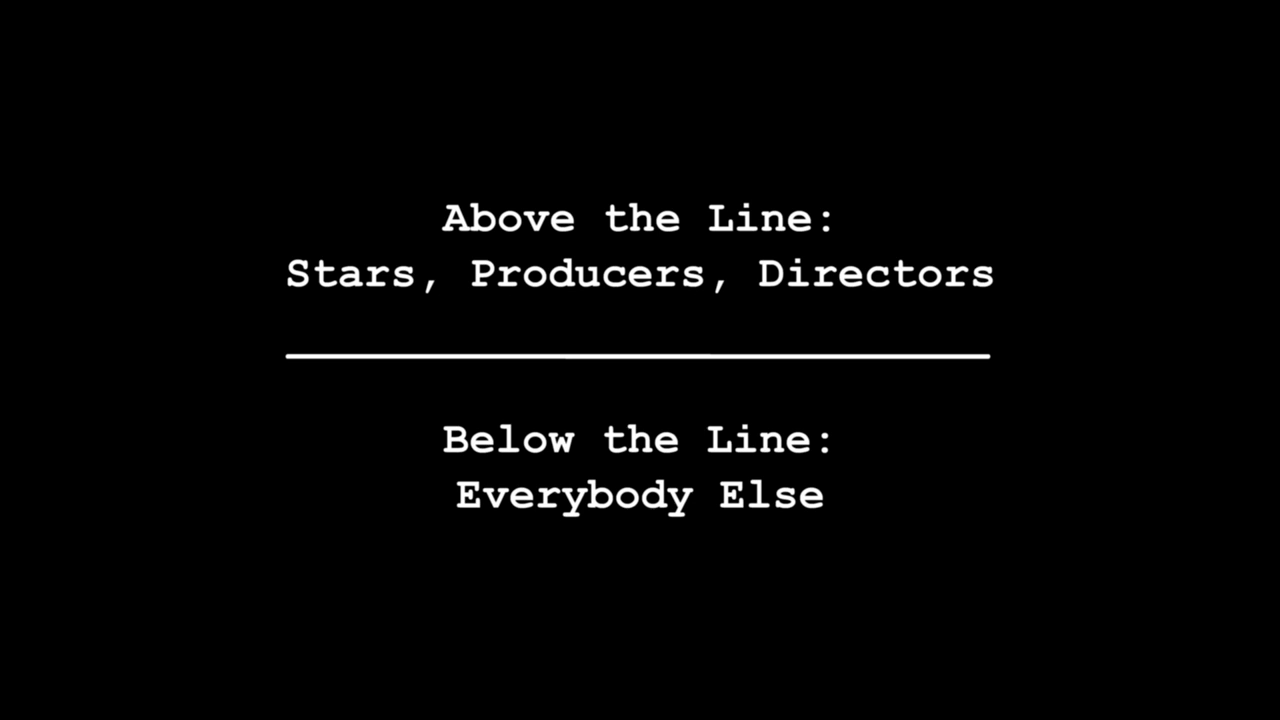 Above the Line:
Stars, Producers, Directors
Below the Line:
Everybody Else